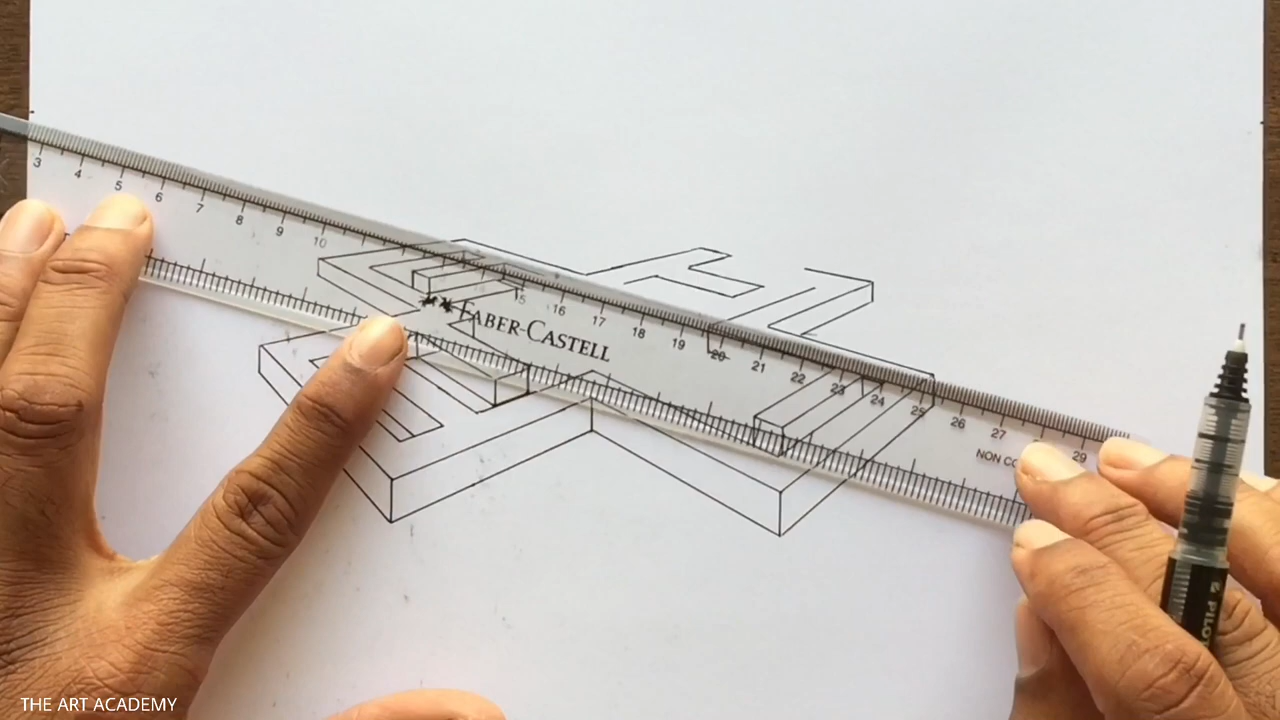 3 4 5 6 7 8 9 10 15 16 17 18 19 20 21 22 23 24 25 26 27 29
FABER-CASTELL
NON CO
PILOT
THE ART ACADEMY